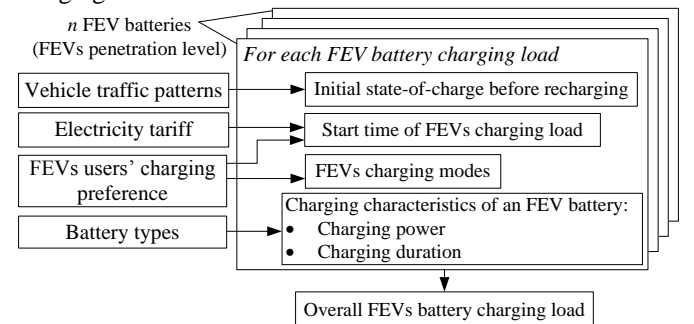 n FEV batteries
(FEVs penetration level)
For each FEV battery charging load
Vehicle traffic patterns
Initial state-of-charge before recharging
Electricity tariff
Start time of FEVs charging load
FEVs users’ charging
preference
FEVs charging modes
Charging characteristics of an FEV battery:
• Charging power
• Charging duration
Battery types
Overall FEVs battery charging load